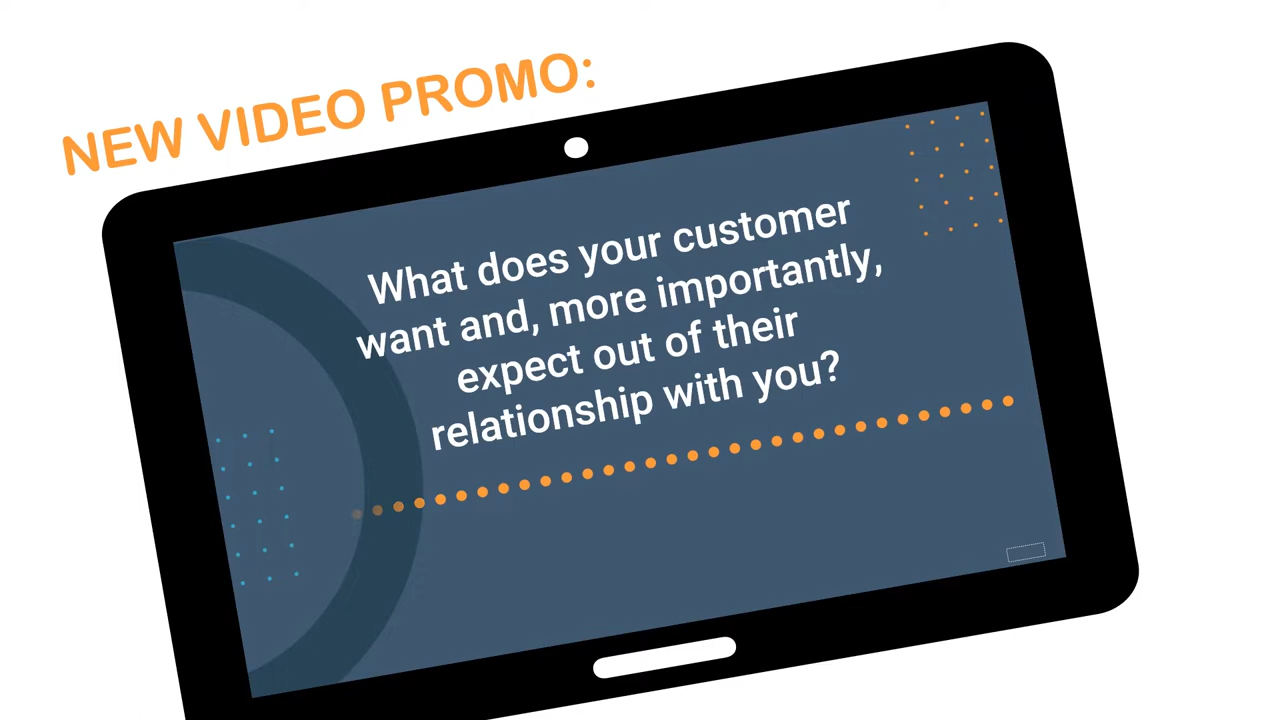 NEW VIDEO PROMO:
What does your customer
want and, more importantly,
expect out of their
relationship with you?